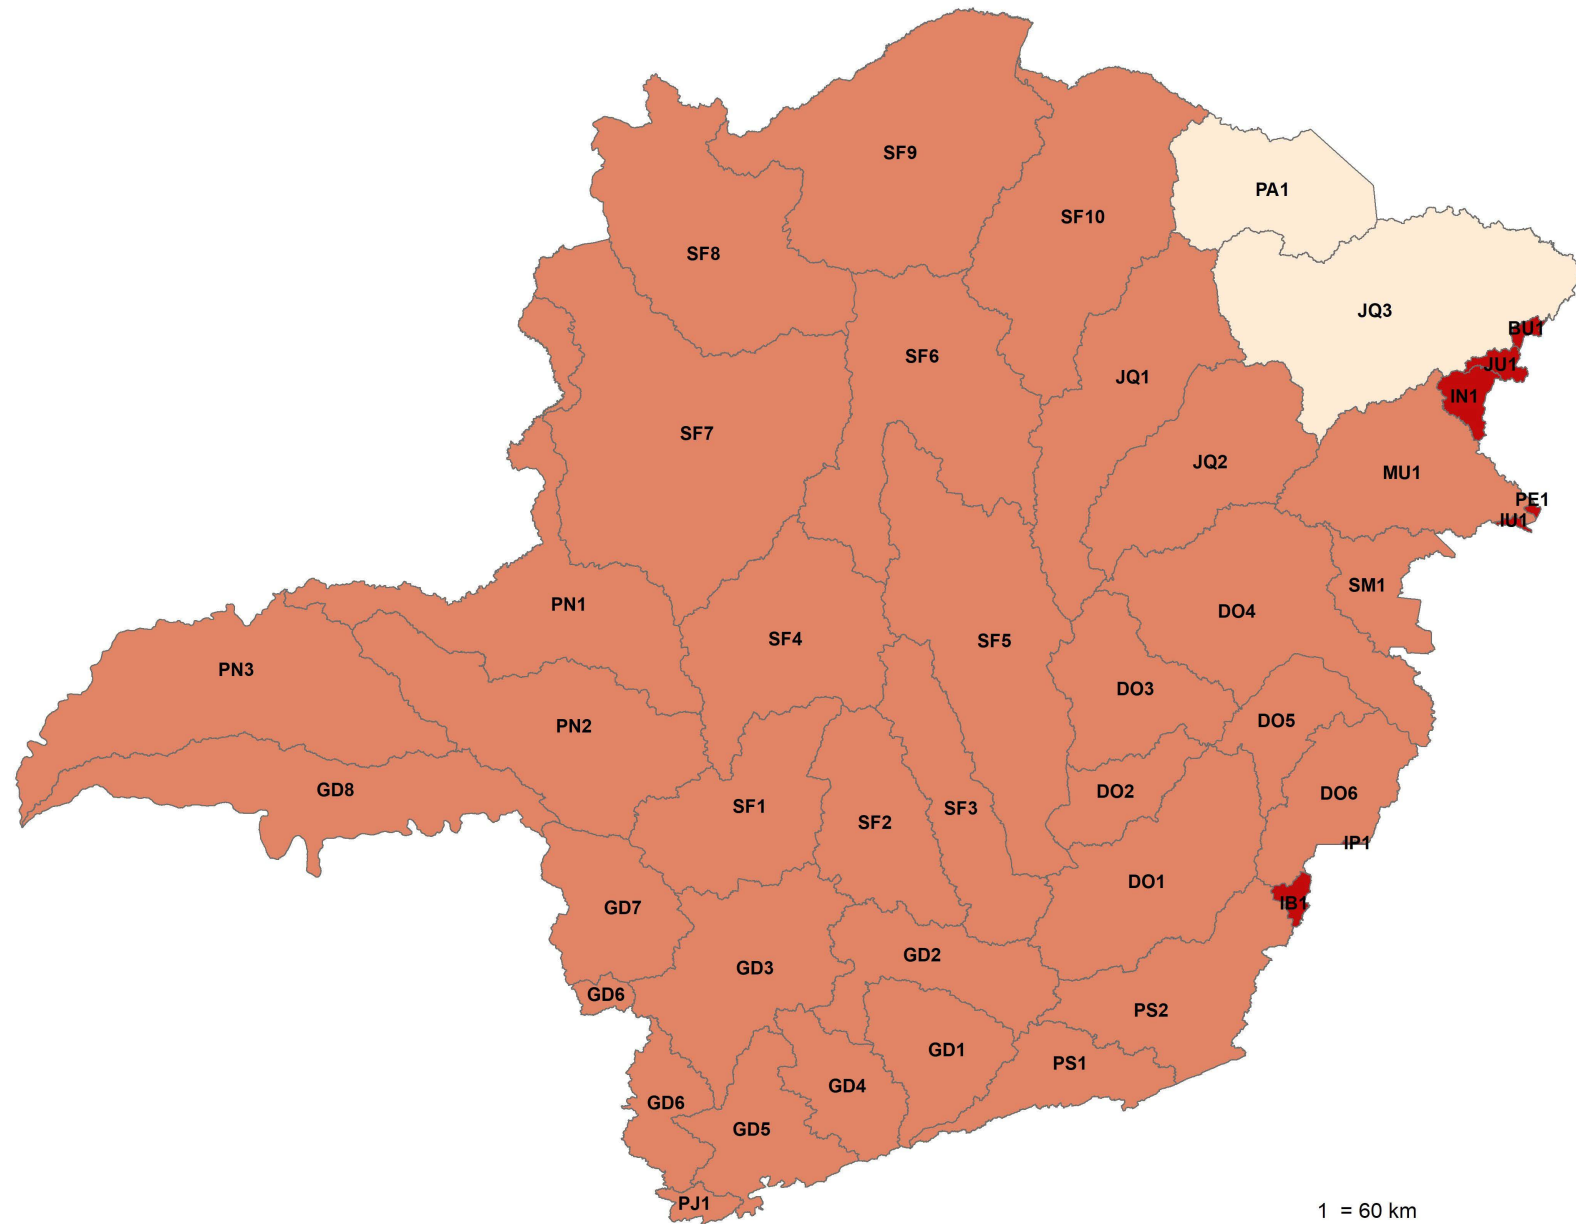 SF9
PA1
SF10
SF8
JQ3
BU1
SF6
JU1
JQ1
IN1
SF7
JQ2
MU1
PE1
IU1
SM1
PN1
DO4
SF4
SF5
PN3
DO3
DO5
PN2
GD8
DO2
DO6
SF1
SF3
SF2
IP1
DO1
IB1
GD7
GD2
GD3
GD6
PS2
GD1
PS1
GD4
GD6
GD5
PJ1
1 = 60 km